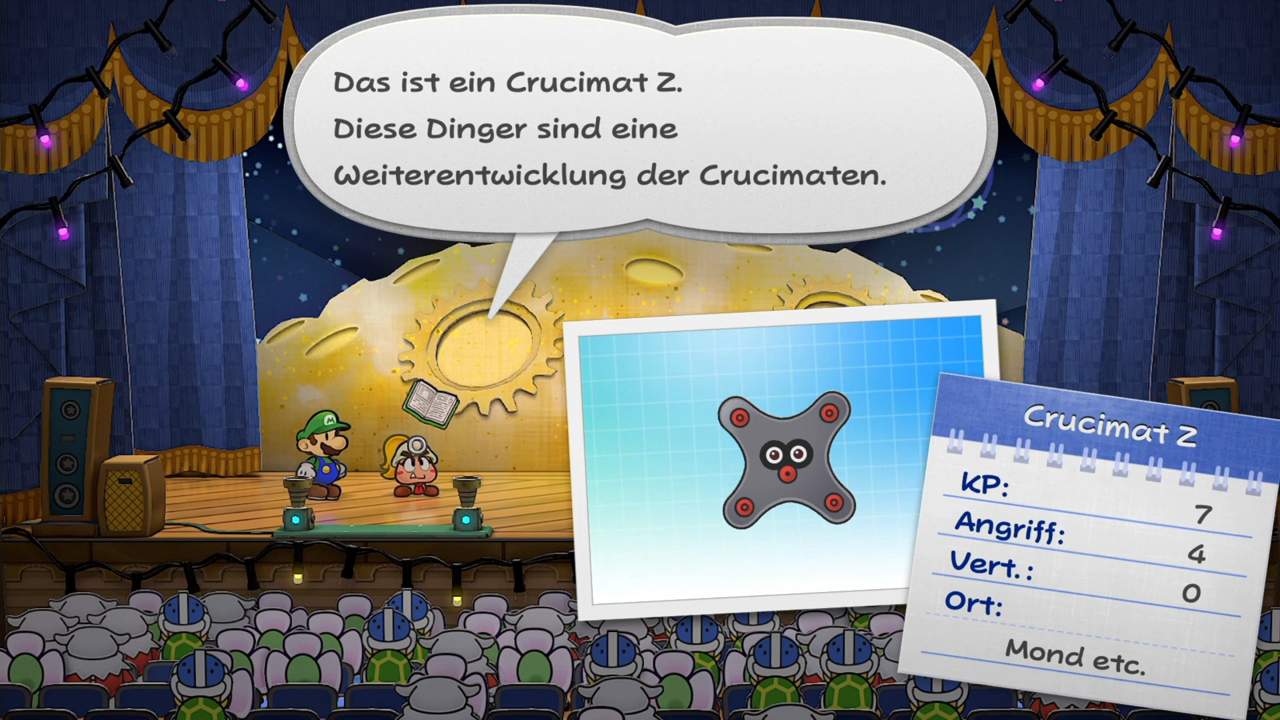 Das ist ein Crucimat Z.
Diese Dinger sind eine
Weiterentwicklung der Crucimaten.
Crucimat Z
KP: 7
Angriff: 4
Vert.: 0
Ort:
Mond etc.